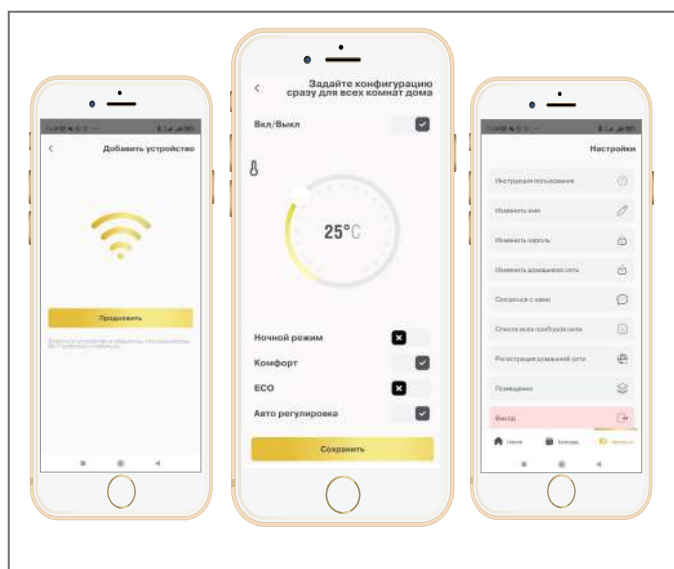 Добавить устройство
Продолжить
Задайте конфигурацию
сразу для всех комнат дома
Вкл/Выкл
25°C
Ночной режим
Комфорт
ECO
Авто регулировка
Сохранить
Настройки
Инструкция пользования
Изменить имя
Изменить пароль
Изменить домашнюю сеть
Связаться с нами
Список всех приборов сети
Регистрация домашней сети
Помещения
Выход